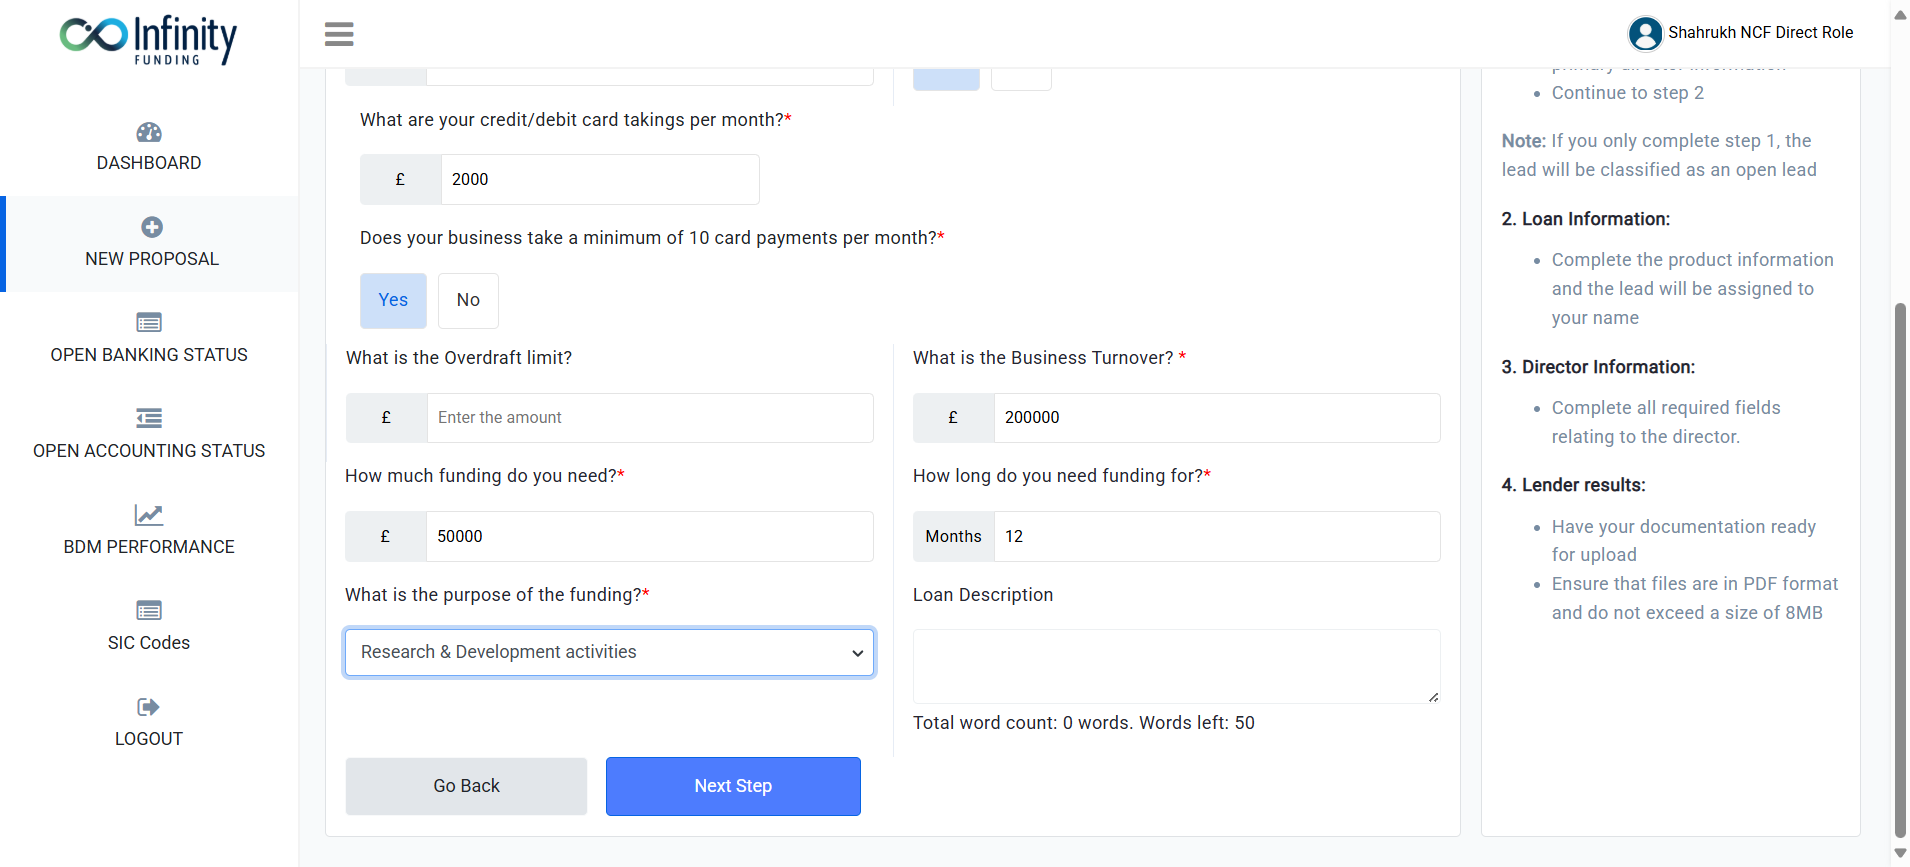 Infinity
FUNDING
Shahrukh NCF Direct Role
DASHBOARD
NEW PROPOSAL
OPEN BANKING STATUS
OPEN ACCOUNTING STATUS
BDM PERFORMANCE
SIC Codes
LOGOUT
What are your credit/debit card takings per month?*
£ 2000
Does your business take a minimum of 10 card payments per month?*
Yes No
What is the Overdraft limit?
£ Enter the amount
What is the Business Turnover? *
£ 200000
How much funding do you need?*
£ 50000
How long do you need funding for?*
Months 12
What is the purpose of the funding?*
Research & Development activities
Loan Description
Total word count: 0 words. Words left: 50
Go Back
Next Step
primary director information
• Continue to step 2
Note: If you only complete step 1, the
lead will be classified as an open lead
2. Loan Information:
• Complete the product information
and the lead will be assigned to
your name
3. Director Information:
• Complete all required fields
relating to the director.
4. Lender results:
• Have your documentation ready
for upload
• Ensure that files are in PDF format
and do not exceed a size of 8MB